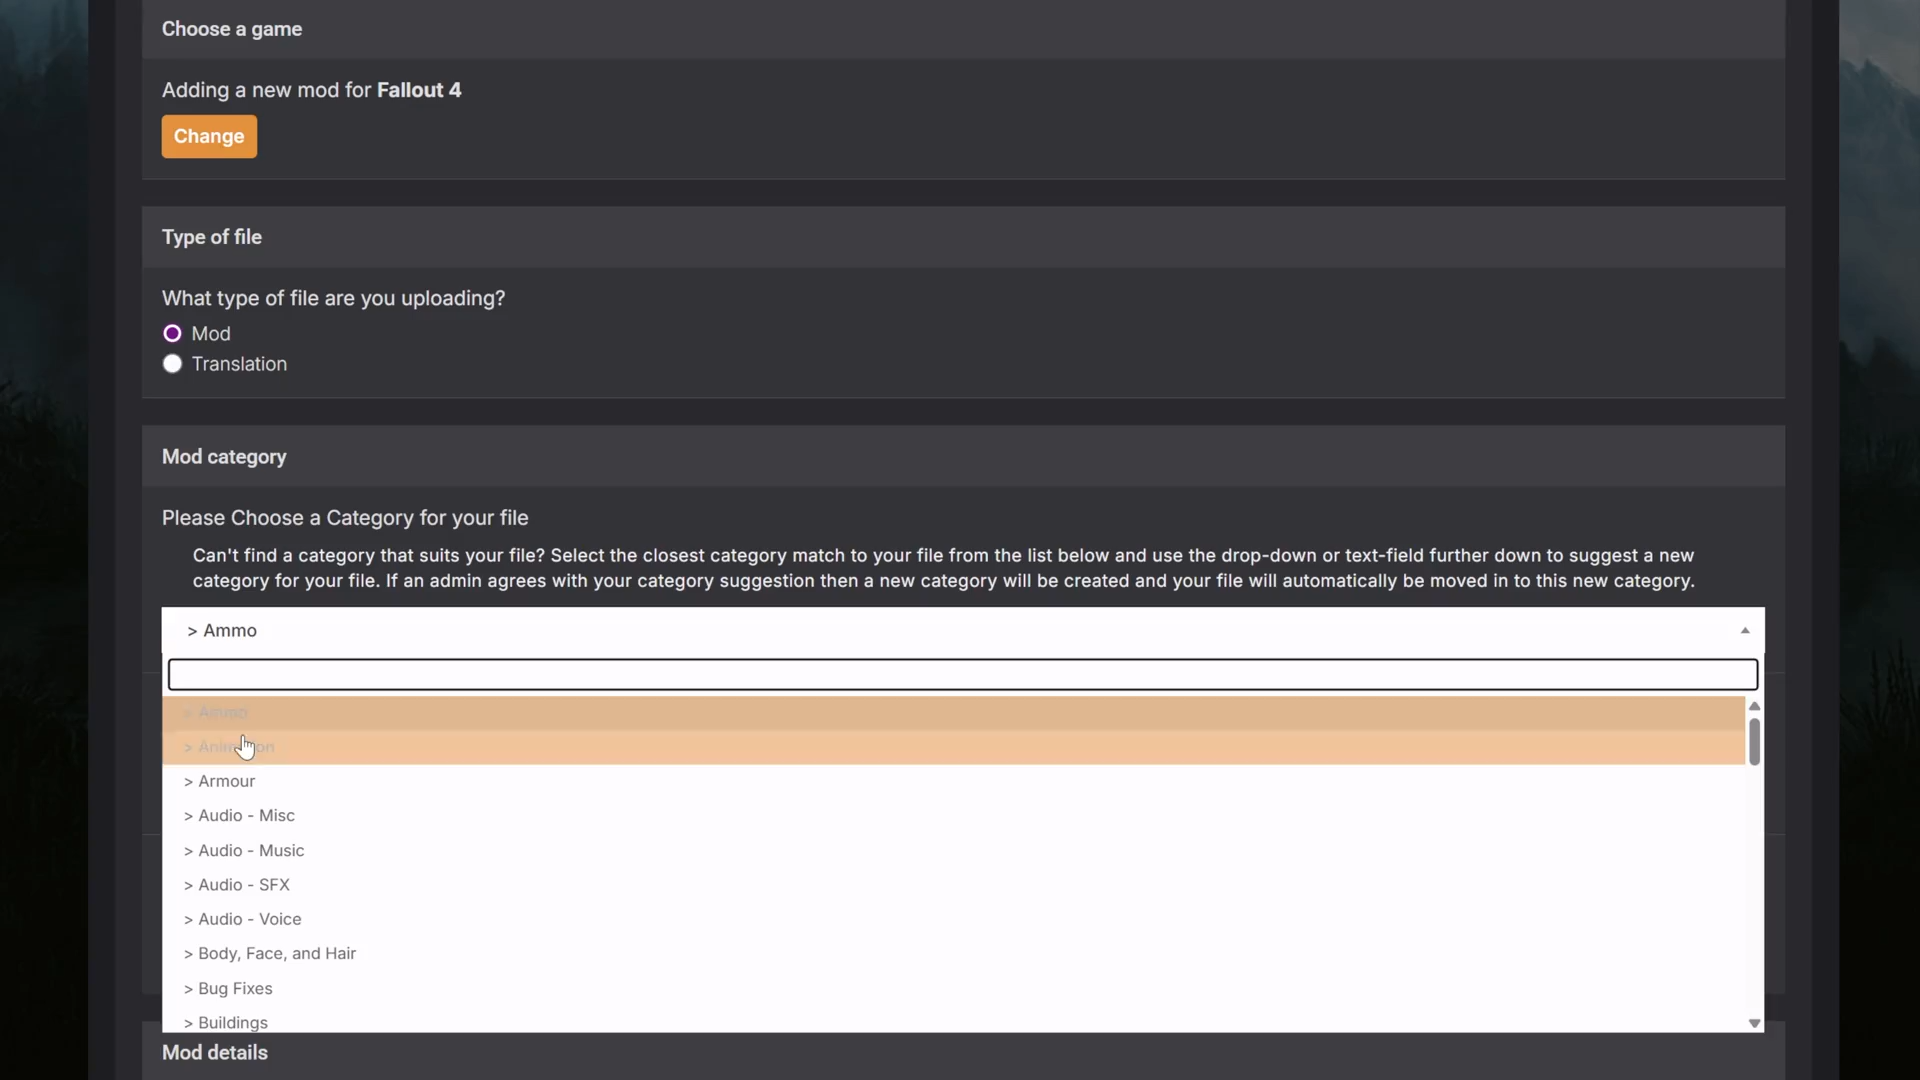 Choose a game
Adding a new mod for Fallout 4
Change
Type of file
What type of file are you uploading?
Mod
Translation
Mod category
Please Choose a Category for your file
Can't find a category that suits your file? Select the closest category match to your file from the list below and use the drop-down or text-field further down to suggest a new
category for your file. If an admin agrees with your category suggestion then a new category will be created and your file will automatically be moved in to this new category.
> Ammo
> Ammo
> Animation
> Armour
> Audio - Misc
> Audio - Music
> Audio - SFX
> Audio - Voice
> Body, Face, and Hair
> Bug Fixes
> Buildings
Mod details